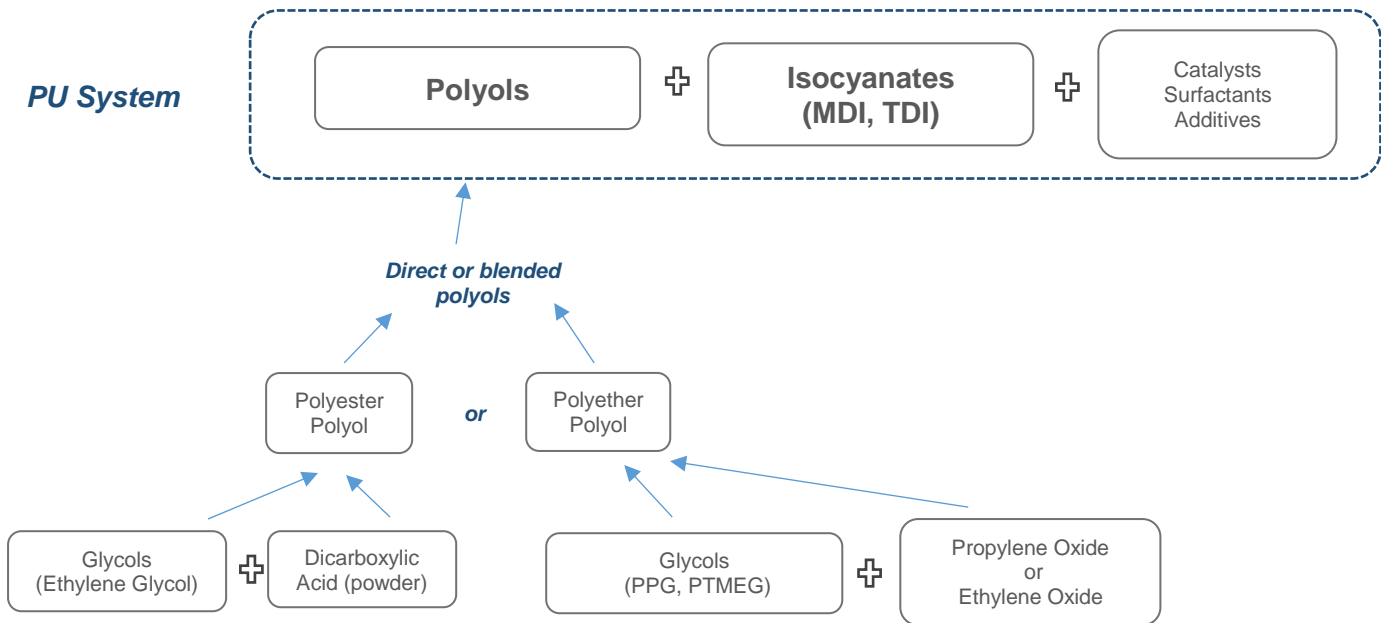 PU System
Polyols
Isocyanates
(MDI, TDI)
Catalysts
Surfactants
Additives
Direct or blended
polyols
Polyester
Polyol
or
Polyether
Polyol
Glycols
(Ethylene Glycol)
Dicarboxylic
Acid (powder)
Glycols
(PPG, PTMEG)
Propylene Oxide
or
Ethylene Oxide